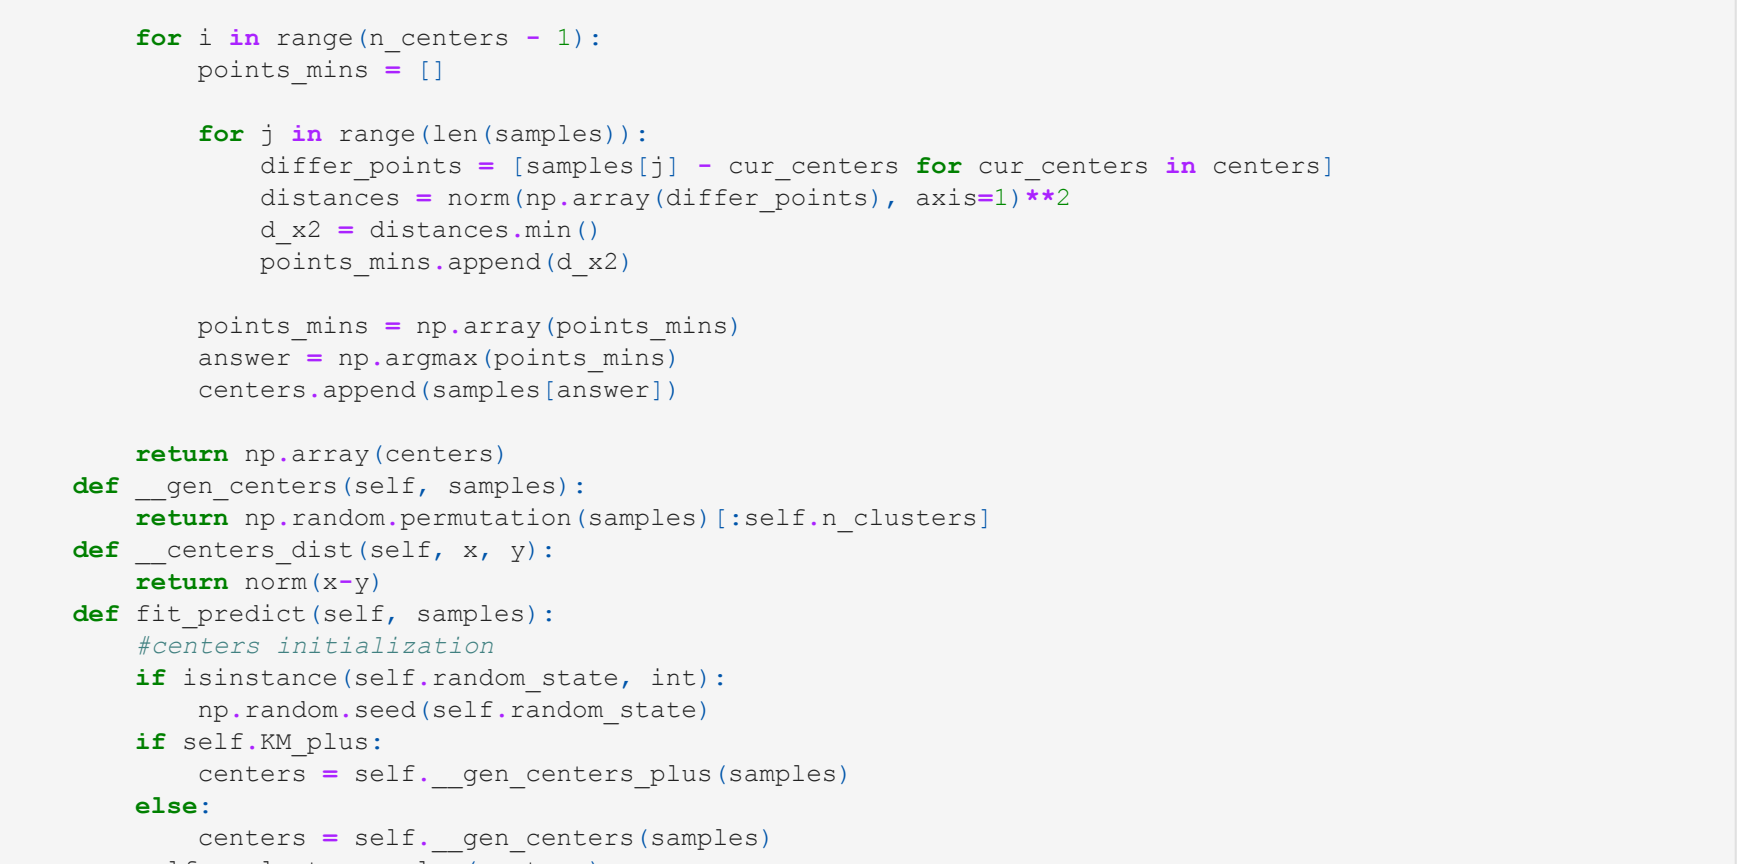 for i in range(n_centers - 1):
points_mins = []
for j in range(len(samples)):
differ_points = [samples[j] - cur_centers for cur_centers in centers]
distances = norm(np.array(differ_points), axis=1)**2
d_x2 = distances.min()
points_mins.append(d_x2)
points_mins = np.array(points_mins)
answer = np.argmax(points_mins)
centers.append(samples[answer])
return np.array(centers)
def __gen_centers(self, samples):
return np.random.permutation(samples)[:self.n_clusters]
def __centers_dist(self, x, y):
return norm(x-y)
def fit_predict(self, samples):
#centers initialization
if isinstance(self.random_state, int):
np.random.seed(self.random_state)
if self.KM_plus:
centers = self.__gen_centers_plus(samples)
else:
centers = self.__gen_centers(samples)